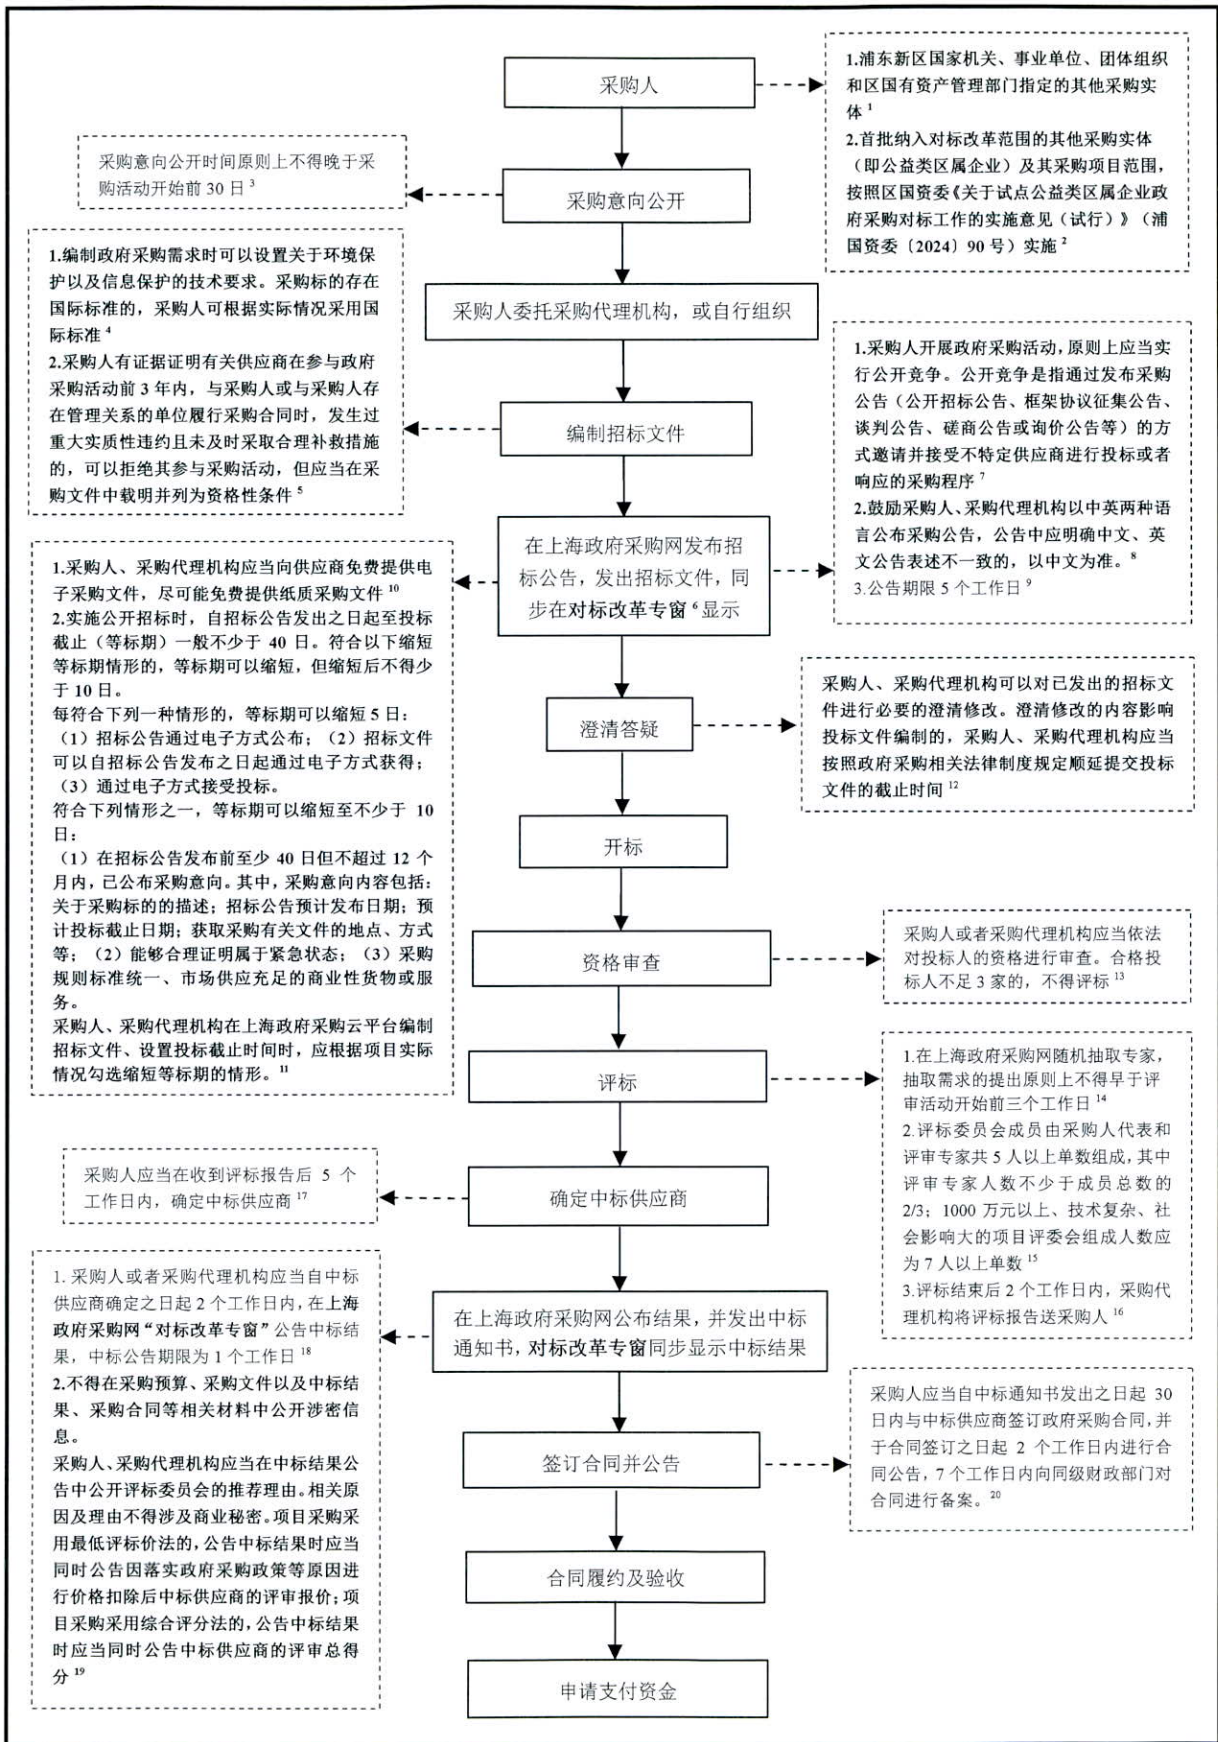 采购人
1.浦东新区国家机关、事业单位、团体组织
和区国有资产管理部门指定的其他采购实
体 1
2.首批纳入对标改革范围的其他采购实体
（即公益类区属企业）及其采购项目范围，
按照区国资委《关于试点公益类区属企业政
府采购对标工作的实施意见（试行）》（浦
国资委〔2024〕90 号）实施 2
采购意向公开时间原则上不得晚于采
购活动开始前 30 日 3
采购意向公开
采购人委托采购代理机构，或自行组织
1.编制政府采购需求时可以设置关于环境保
护以及信息保护的技术要求。采购标的存在
国际标准的，采购人可根据实际情况采用国
际标准 4
2.采购人有证据证明有关供应商在参与政府
采购活动前 3 年内，与采购人或与采购人存
在管理关系的单位履行采购合同时，发生过
重大实质性违约且未及时采取合理补救措施
的，可以拒绝其参与采购活动，但应当在采
购文件中载明并列为资格性条件 5
编制招标文件
1.采购人开展政府采购活动，原则上应当实
行公开竞争。公开竞争是指通过发布采购
公告（公开招标公告、框架协议征集公告、
谈判公告、磋商公告或询价公告等）的方
式邀请并接受不特定供应商进行投标或者
响应的采购程序 7
2.鼓励采购人、采购代理机构以中英两种语
言公布采购公告，公告中应明确中文、英
文公告表述不一致的，以中文为准。8
3.公告期限 5 个工作日 9
在上海政府采购网发布招
标公告，发出招标文件，同
步在对标改革专窗 6 显示
1.采购人、采购代理机构应当向供应商免费提供电
子采购文件，尽可能免费提供纸质采购文件 10
2.实施公开招标时，自招标公告发出之日起至投标
截止（等标期）一般不少于 40 日。符合以下缩短
等标期情形的，等标期可以缩短，但缩短后不得少
于 10 日。
每符合下列一种情形的，等标期可以缩短 5 日：
（1）招标公告通过电子方式公布；（2）招标文件
可以自招标公告发布之日起通过电子方式获得；
（3）通过电子方式接受投标。
符合下列情形之一，等标期可以缩短至不少于 10
日：
（1）在招标公告发布前至少 40 日但不超过 12 个
月内，已公布采购意向。其中，采购意向内容包括：
关于采购标的的描述；招标公告预计发布日期；预
计投标截止日期；获取采购有关文件的地点、方式
等；（2）能够合理证明属于紧急状态；（3）采购
规则标准统一、市场供应充足的商业性货物或服
务。
采购人、采购代理机构在上海政府采购云平台编制
招标文件、设置投标截止时间时，应根据项目实际
情况勾选缩短等标期的情形。11
澄清答疑
采购人、采购代理机构可以对已发出的招标文
件进行必要的澄清修改。澄清修改的内容影响
投标文件编制的，采购人、采购代理机构应当
按照政府采购相关法律制度规定顺延提交投标
文件的截止时间 12
开标
资格审查
采购人或者采购代理机构应当依法
对投标人的资格进行审查。合格投
标人不足 3 家的，不得评标 13
评标
1.在上海政府采购网随机抽取专家，
抽取需求的提出原则上不得早于评
审活动开始前三个工作日 14
2.评标委员会成员由采购人代表和
评审专家共 5 人以上单数组成，其中
评审专家人数不少于成员总数的
2/3；1000 万元以上、技术复杂、社
会影响大的项目评委会组成人数应
为 7 人以上单数 15
3.评标结束后 2 个工作日内，采购代
理机构将评标报告送采购人 16
采购人应当在收到评标报告后 5 个
工作日内，确定中标供应商 17
确定中标供应商
1. 采购人或者采购代理机构应当自中标
供应商确定之日起 2 个工作日内，在上海
政府采购网“对标改革专窗”公告中标结
果，中标公告期限为 1 个工作日 18
2.不得在采购预算、采购文件以及中标结
果、采购合同等相关材料中公开涉密信
息。
采购人、采购代理机构应当在中标结果公
告中公开评标委员会的推荐理由。相关原
因及理由不得涉及商业秘密。项目采购采
用最低评标价法的，公告中标结果时应当
同时公告因落实政府采购政策等原因进
行价格扣除后中标供应商的评审报价；项
目采购采用综合评分法的，公告中标结果
时应当同时公告中标供应商的评审总得
分 19
在上海政府采购网公布结果，并发出中标
通知书，对标改革专窗同步显示中标结果
签订合同并公告
采购人应当自中标通知书发出之日起 30
日内与中标供应商签订政府采购合同，并
于合同签订之日起 2 个工作日内进行合
同公告，7 个工作日内向同级财政部门对
合同进行备案。20
合同履约及验收
申请支付资金